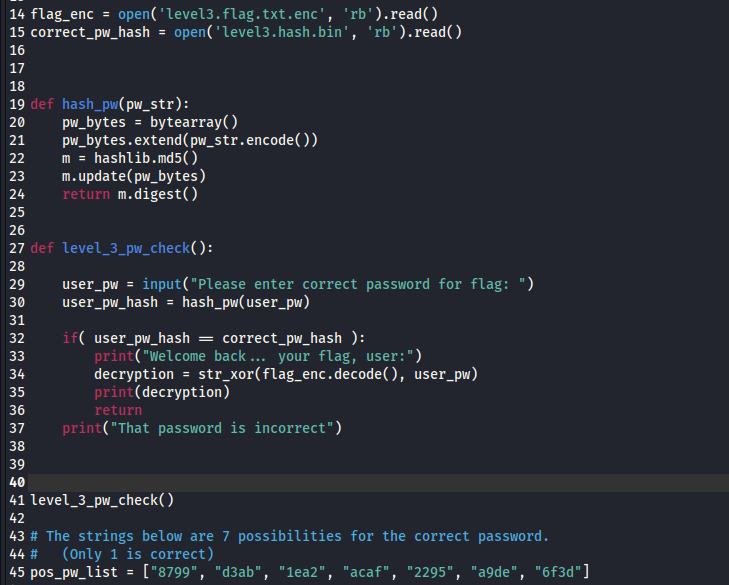 14 flag_enc = open('level3.flag.txt.enc', 'rb').read()
15 correct_pw_hash = open('level3.hash.bin', 'rb').read()
16
17
18
19 def hash_pw(pw_str):
20     pw_bytes = bytearray()
21     pw_bytes.extend(pw_str.encode())
22     m = hashlib.md5()
23     m.update(pw_bytes)
24     return m.digest()
25
26
27 def level_3_pw_check():
28
29     user_pw = input("Please enter correct password for flag: ")
30     user_pw_hash = hash_pw(user_pw)
31
32     if( user_pw_hash == correct_pw_hash ):
33         print("Welcome back... your flag, user:")
34         decryption = str_xor(flag_enc.decode(), user_pw)
35         print(decryption)
36         return
37     print("That password is incorrect")
38
39
40
41 level_3_pw_check()
42
43 # The strings below are 7 possibilities for the correct password.
44 #   (Only 1 is correct)
45 pos_pw_list = ["8799", "d3ab", "1ea2", "acaf", "2295", "a9de", "6f3d"]